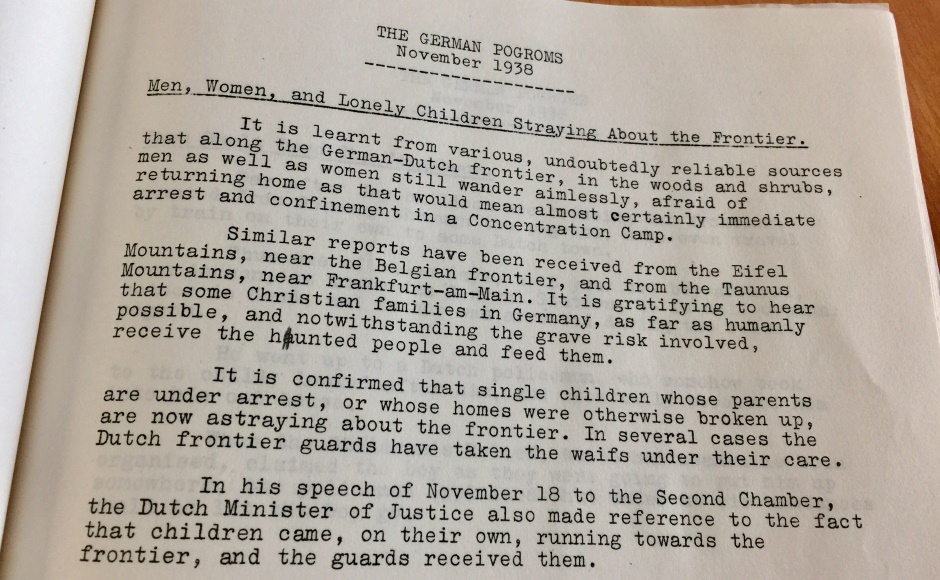 THE GERMAN POGROMS
November 1938
Men, Women, and Lonely Children Straying About the Frontier.
It is learnt from various, undoubtedly reliable sources
that along the German-Dutch frontier, in the woods and shrubs,
men as well as women still wander aimlessly, afraid of
returning home as that would mean almost certainly immediate
arrest and confinement in a Concentration Camp.
Similar reports have been received from the Eifel
Mountains, near the Belgian frontier, and from the Taunus
Mountains, near Frankfurt-am-Main. It is gratifying to hear
that some Christian families in Germany, as far as humanly
possible, and notwithstanding the grave risk involved,
receive the haunted people and feed them.
It is confirmed that single children whose parents
are under arrest, or whose homes were otherwise broken up,
are now astraying about the frontier. In several cases the
Dutch frontier guards have taken the waifs under their care.
In his speech of November 18 to the Second Chamber,
the Dutch Minister of Justice also made reference to the fact
that children came, on their own, running towards the
frontier, and the guards received them.